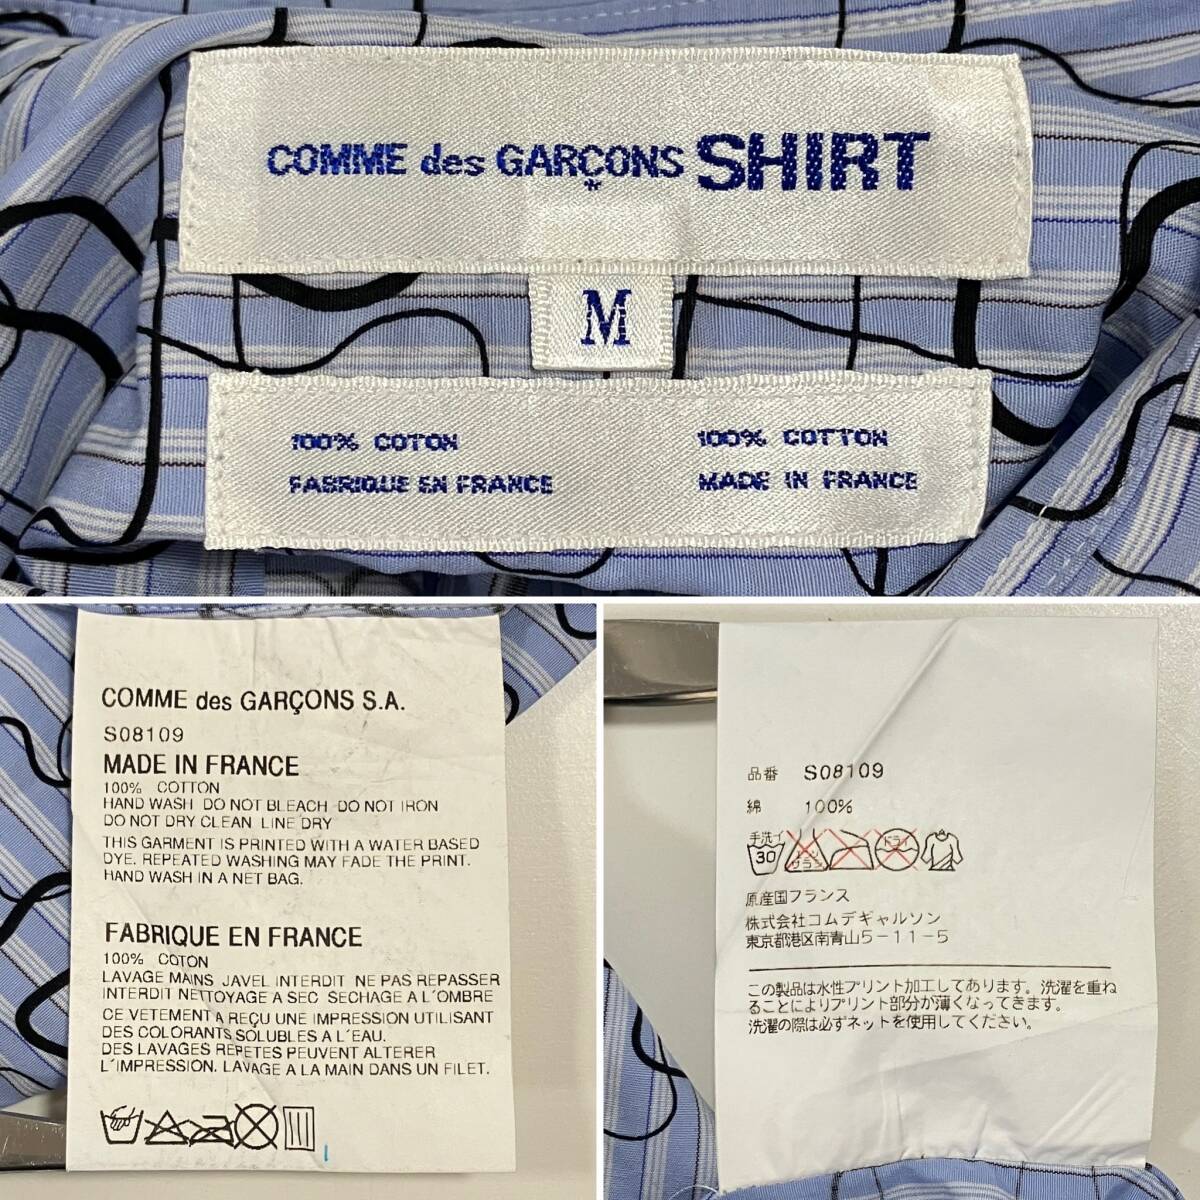 COMME des GARÇONS SHIRT
M
100% COTON
FABRIQUE EN FRANCE
100% COTTON
MADE IN FRANCE
COMME des GARÇONS S.A.
S08109
MADE IN FRANCE
100% COTTON
HAND WASH DO NOT BLEACH DO NOT IRON
DO NOT DRY CLEAN LINE DRY
THIS GARMENT IS PRINTED WITH A WATER BASED
DYE. REPEATED WASHING MAY FADE THE PRINT.
HAND WASH IN A NET BAG.
FABRIQUE EN FRANCE
100% COTON
LAVAGE MAINS JAVEL INTERDIT NE PAS REPASSER
INTERDIT NETTOYAGE A SEC SECHAGE A L´OMBRE
CE VETEMENT A REÇU UNE IMPRESSION UTILISANT
DES COLORANTS SOLUBLES A L´EAU.
DES LAVAGES REPETES PEUVENT ALTERER
L´IMPRESSION. LAVAGE A LA MAIN DANS UN FILET.
品番 S08109
綿 100%
手洗イ 30 エンソサラシ ドライ
原産国フランス
株式会社コムデギャルソン
東京都港区南青山5-11-5
この製品は水性プリント加工してあります。洗濯を重ね
ることによりプリント部分が薄くなってきます。
洗濯の際は必ずネットを使用してください。